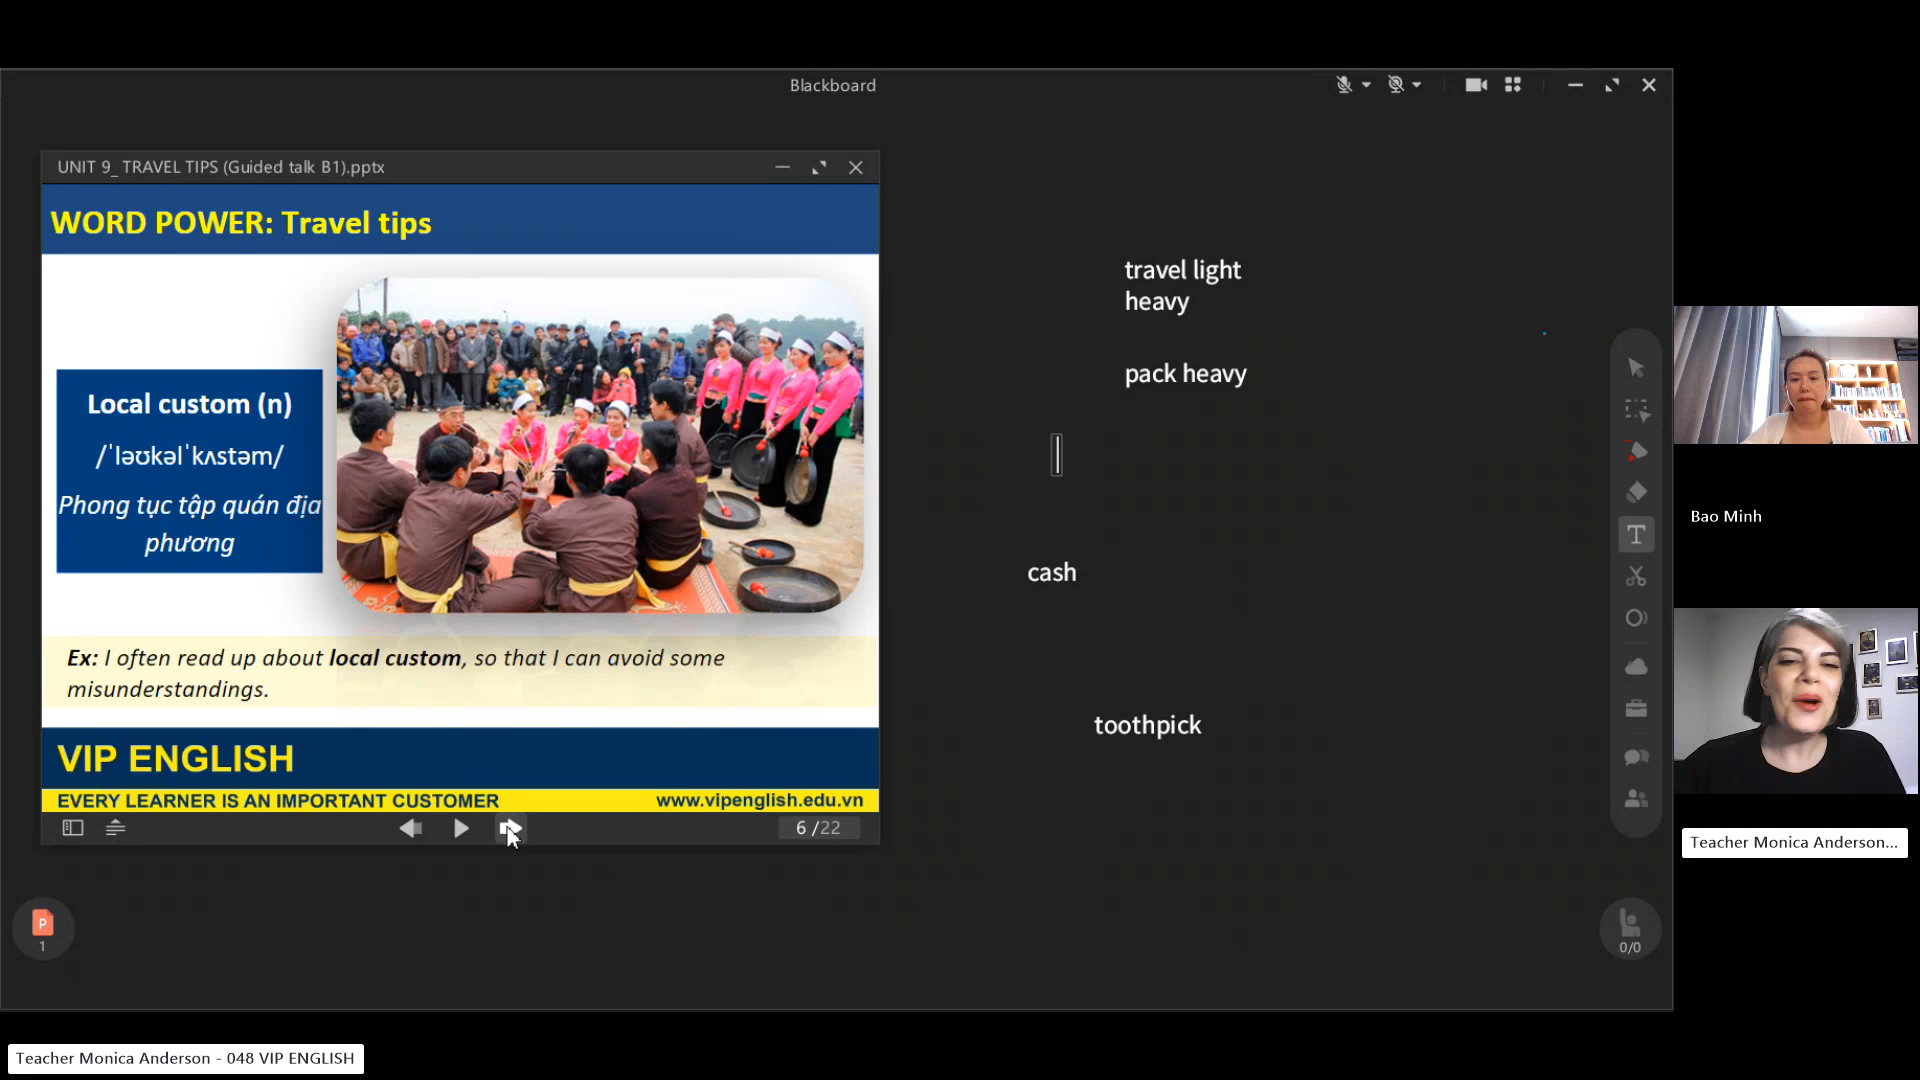 Blackboard
UNIT 9_ TRAVEL TIPS (Guided talk B1).pptx
WORD POWER: Travel tips
Local custom (n)
/ˈləʊkəlˈkʌstəm/
Phong tục tập quán địa
phương
Ex: I often read up about local custom, so that I can avoid some
misunderstandings.
VIP ENGLISH
EVERY LEARNER IS AN IMPORTANT CUSTOMER
www.vipenglish.edu.vn
6 /22
travel light
heavy
pack heavy
cash
toothpick
T
P
1
0/0
Bao Minh
Teacher Monica Anderson...
Teacher Monica Anderson - 048 VIP ENGLISH